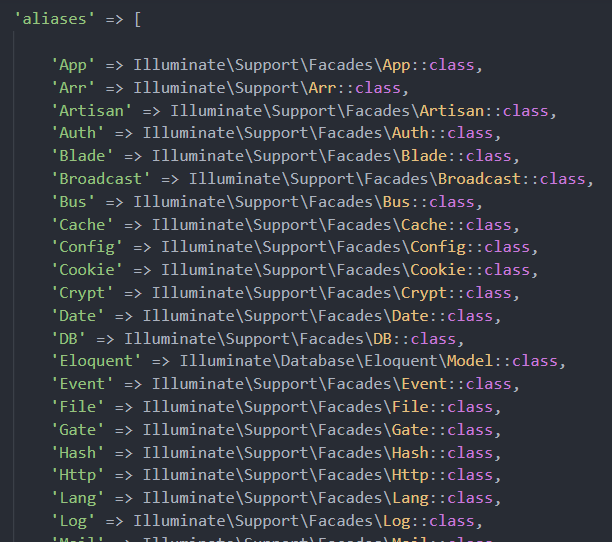 'aliases' => [
'App' => Illuminate\Support\Facades\App::class,
'Arr' => Illuminate\Support\Arr::class,
'Artisan' => Illuminate\Support\Facades\Artisan::class,
'Auth' => Illuminate\Support\Facades\Auth::class,
'Blade' => Illuminate\Support\Facades\Blade::class,
'Broadcast' => Illuminate\Support\Facades\Broadcast::class,
'Bus' => Illuminate\Support\Facades\Bus::class,
'Cache' => Illuminate\Support\Facades\Cache::class,
'Config' => Illuminate\Support\Facades\Config::class,
'Cookie' => Illuminate\Support\Facades\Cookie::class,
'Crypt' => Illuminate\Support\Facades\Crypt::class,
'Date' => Illuminate\Support\Facades\Date::class,
'DB' => Illuminate\Support\Facades\DB::class,
'Eloquent' => Illuminate\Database\Eloquent\Model::class,
'Event' => Illuminate\Support\Facades\Event::class,
'File' => Illuminate\Support\Facades\File::class,
'Gate' => Illuminate\Support\Facades\Gate::class,
'Hash' => Illuminate\Support\Facades\Hash::class,
'Http' => Illuminate\Support\Facades\Http::class,
'Lang' => Illuminate\Support\Facades\Lang::class,
'Log' => Illuminate\Support\Facades\Log::class,